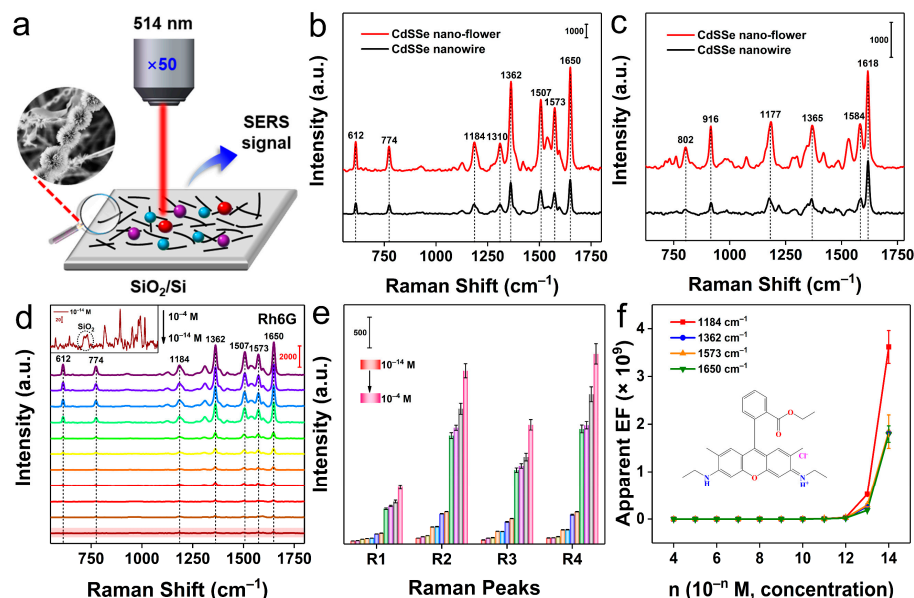 a
514 nm
×50
SERS
signal
SiO₂/Si
b
CdSSe nano-flower
CdSSe nanowire
1000
612
774
1184
1310
1362
1507
1573
1650
Intensity (a.u.)
750
1000
1250
1500
1750
Raman Shift (cm⁻¹)
c
CdSSe nano-flower
CdSSe nanowire
1000
802
916
1177
1365
1584
1618
Intensity (a.u.)
750
1000
1250
1500
1750
Raman Shift (cm⁻¹)
d
10⁻¹⁴ M
20
SiO₂
10⁻⁴ M
10⁻¹⁴ M
Rh6G
2000
612
774
1184
1362
1507
1573
1650
Intensity (a.u.)
750
1000
1250
1500
1750
Raman Shift (cm⁻¹)
e
500
10⁻¹⁴ M
10⁻⁴ M
Intensity (a.u.)
R1
R2
R3
R4
Raman Peaks
f
1184 cm⁻¹
1362 cm⁻¹
1573 cm⁻¹
1650 cm⁻¹
O
O
Cl⁻
N
H
O
N
H⁺
Apparent EF (× 10⁹)
4
3
2
1
0
4
6
8
10
12
14
n (10⁻ⁿ M, concentration)